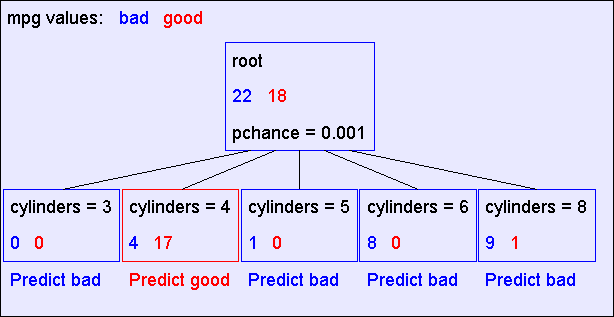 mpg values: bad good
root
22 18
pchance = 0.001
cylinders = 3 cylinders = 4 cylinders = 5 cylinders = 6 cylinders = 8
0 0 4 17 1 0 8 0 9 1
Predict bad Predict good Predict bad Predict bad Predict bad